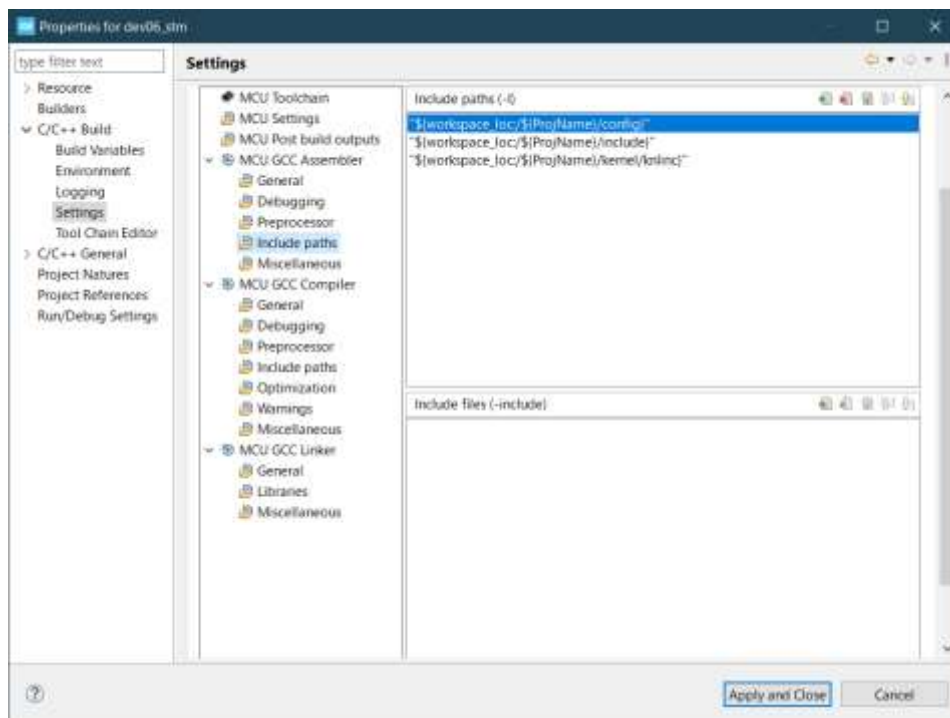 Properties for dev06_stm
type filter text
Settings
Resource
Builders
C/C++ Build
Build Variables
Environment
Logging
Settings
Tool Chain Editor
C/C++ General
Project Natures
Project References
Run/Debug Settings
MCU Toolchain
MCU Settings
MCU Post build outputs
MCU GCC Assembler
General
Debugging
Preprocessor
Include paths
Miscellaneous
MCU GCC Compiler
General
Debugging
Preprocessor
Include paths
Optimization
Warnings
Miscellaneous
MCU GCC Linker
General
Libraries
Miscellaneous
Include paths (-I)
"${workspace_loc:/${ProjName}/config}"
"${workspace_loc:/${ProjName}/include}"
"${workspace_loc:/${ProjName}/kernel/knlinc}"
Include files (-include)
Apply and Close
Cancel